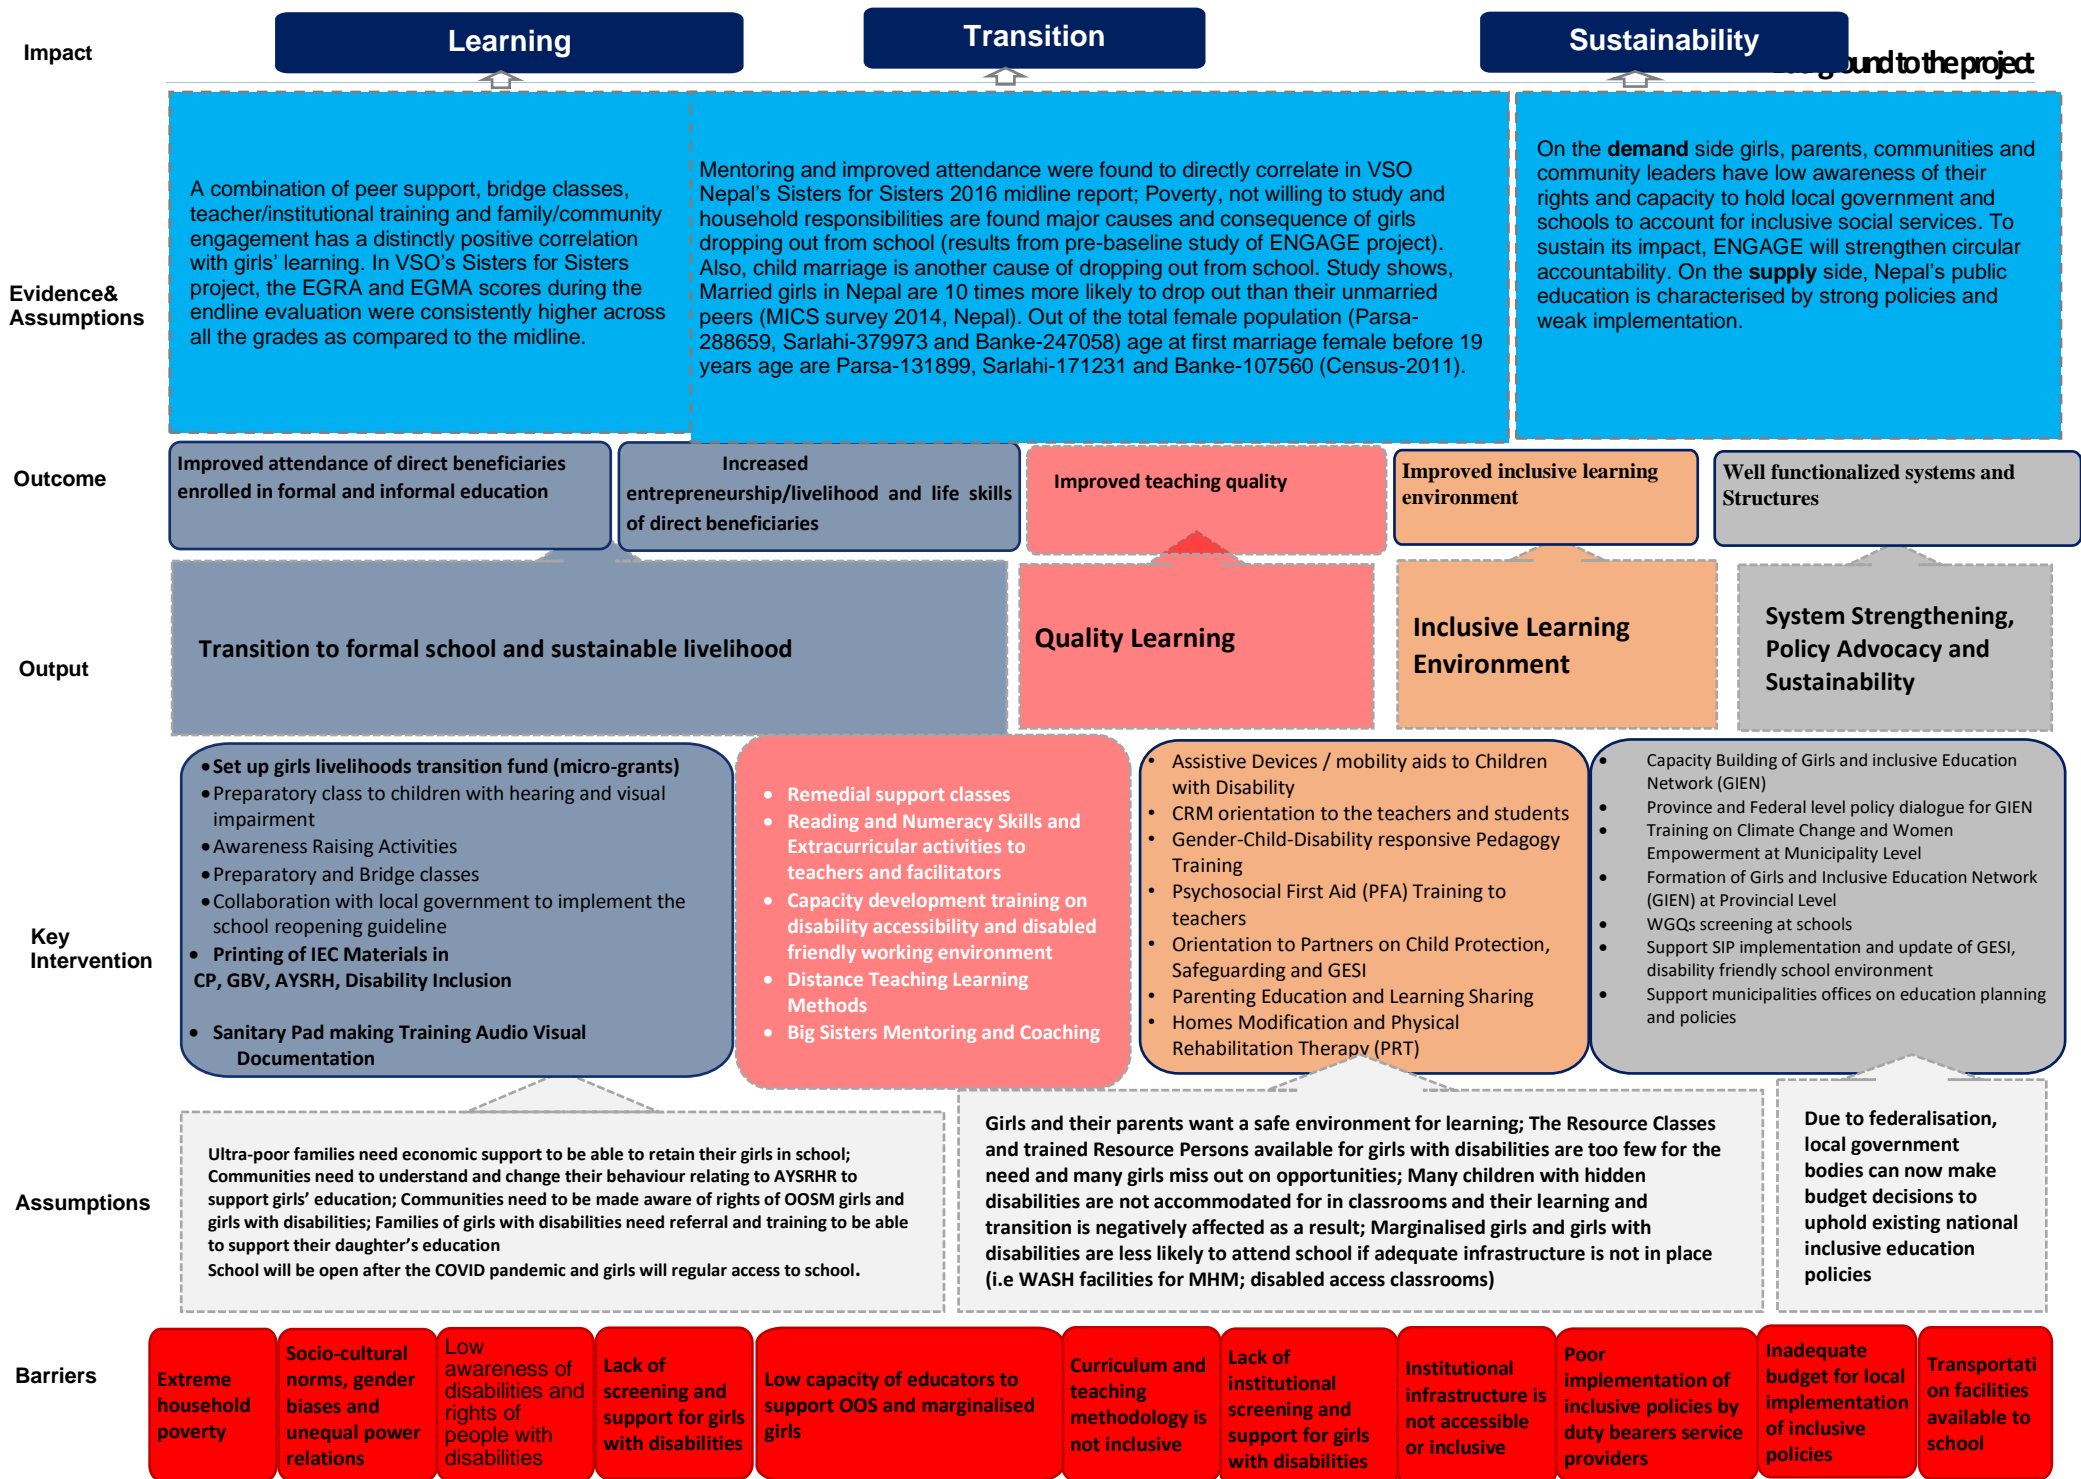 Impact
Learning
Transition
Sustainability
ound to the project
Evidence&
Assumptions
A combination of peer support, bridge classes,
teacher/institutional training and family/community
engagement has a distinctly positive correlation
with girls’ learning. In VSO’s Sisters for Sisters
project, the EGRA and EGMA scores during the
endline evaluation were consistently higher across
all the grades as compared to the midline.
Mentoring and improved attendance were found to directly correlate in VSO
Nepal’s Sisters for Sisters 2016 midline report; Poverty, not willing to study and
household responsibilities are found major causes and consequence of girls
dropping out from school (results from pre-baseline study of ENGAGE project).
Also, child marriage is another cause of dropping out from school. Study shows,
Married girls in Nepal are 10 times more likely to drop out than their unmarried
peers (MICS survey 2014, Nepal). Out of the total female population (Parsa-
288659, Sarlahi-379973 and Banke-247058) age at first marriage female before 19
years age are Parsa-131899, Sarlahi-171231 and Banke-107560 (Census-2011).
On the demand side girls, parents, communities and
community leaders have low awareness of their
rights and capacity to hold local government and
schools to account for inclusive social services. To
sustain its impact, ENGAGE will strengthen circular
accountability. On the supply side, Nepal’s public
education is characterised by strong policies and
weak implementation.
Outcome
Improved attendance of direct beneficiaries
enrolled in formal and informal education
Increased
entrepreneurship/livelihood and life skills
of direct beneficiaries
Improved teaching quality
Improved inclusive learning
environment
Well functionalized systems and
Structures
Output
Transition to formal school and sustainable livelihood
Quality Learning
Inclusive Learning
Environment
System Strengthening,
Policy Advocacy and
Sustainability
Key
Intervention
• Set up girls livelihoods transition fund (micro-grants)
• Preparatory class to children with hearing and visual
impairment
• Awareness Raising Activities
• Preparatory and Bridge classes
• Collaboration with local government to implement the
school reopening guideline
• Printing of IEC Materials in
CP, GBV, AYSRH, Disability Inclusion
• Sanitary Pad making Training Audio Visual
Documentation
• Remedial support classes
• Reading and Numeracy Skills and
Extracurricular activities to
teachers and facilitators
• Capacity development training on
disability accessibility and disabled
friendly working environment
• Distance Teaching Learning
Methods
• Big Sisters Mentoring and Coaching
• Assistive Devices / mobility aids to Children
with Disability
• CRM orientation to the teachers and students
• Gender-Child-Disability responsive Pedagogy
Training
• Psychosocial First Aid (PFA) Training to
teachers
• Orientation to Partners on Child Protection,
Safeguarding and GESI
• Parenting Education and Learning Sharing
• Homes Modification and Physical
Rehabilitation Therapy (PRT)
• Capacity Building of Girls and inclusive Education
Network (GIEN)
• Province and Federal level policy dialogue for GIEN
• Training on Climate Change and Women
Empowerment at Municipality Level
• Formation of Girls and Inclusive Education Network
(GIEN) at Provincial Level
• WGQs screening at schools
• Support SIP implementation and update of GESI,
disability friendly school environment
• Support municipalities offices on education planning
and policies
Assumptions
Ultra-poor families need economic support to be able to retain their girls in school;
Communities need to understand and change their behaviour relating to AYSRHR to
support girls’ education; Communities need to be made aware of rights of OOSM girls and
girls with disabilities; Families of girls with disabilities need referral and training to be able
to support their daughter’s education
School will be open after the COVID pandemic and girls will regular access to school.
Girls and their parents want a safe environment for learning; The Resource Classes
and trained Resource Persons available for girls with disabilities are too few for the
need and many girls miss out on opportunities; Many children with hidden
disabilities are not accommodated for in classrooms and their learning and
transition is negatively affected as a result; Marginalised girls and girls with
disabilities are less likely to attend school if adequate infrastructure is not in place
(i.e WASH facilities for MHM; disabled access classrooms)
Due to federalisation,
local government
bodies can now make
budget decisions to
uphold existing national
inclusive education
policies
Barriers
Extreme
household
poverty
Socio-cultural
norms, gender
biases and
unequal power
relations
Low
awareness of
disabilities and
rights of
people with
disabilities
Lack of
screening and
support for girls
with disabilities
Low capacity of educators to
support OOS and marginalised
girls
Curriculum and
teaching
methodology is
not inclusive
Lack of
institutional
screening and
support for girls
with disabilities
Institutional
infrastructure is
not accessible
or inclusive
Poor
implementation of
inclusive policies by
duty bearers service
providers
Inadequate
budget for local
implementation
of inclusive
policies
Transportati
on facilities
available to
school